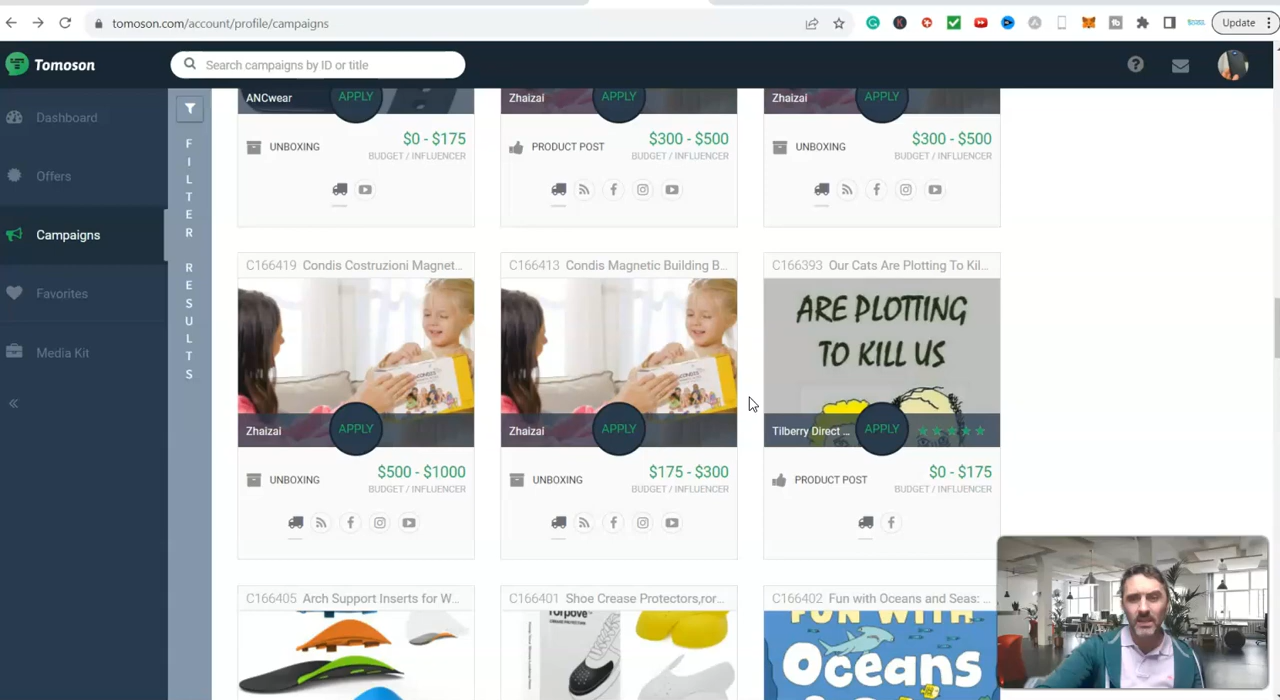 tomoson.com/account/profile/campaigns
Update
Tomoson
Search campaigns by ID or title
Dashboard
Offers
Campaigns
Favorites
Media Kit
FILTER RESULTS
ANCwear APPLY
UNBOXING $0 - $175
BUDGET / INFLUENCER
Zhaizai APPLY
PRODUCT POST $300 - $500
BUDGET / INFLUENCER
Zhaizai APPLY
UNBOXING $300 - $500
BUDGET / INFLUENCER
C166419 Condis Costruzioni Magnet...
Zhaizai APPLY
UNBOXING $500 - $1000
BUDGET / INFLUENCER
C166413 Condis Magnetic Building B...
Zhaizai APPLY
UNBOXING $175 - $300
BUDGET / INFLUENCER
C166393 Our Cats Are Plotting To Kil...
ARE PLOTTING
TO KILL US
Tilberry Direct ... APPLY
PRODUCT POST $0 - $175
BUDGET / INFLUENCER
C166405 Arch Support Inserts for W...
C166401 Shoe Crease Protectors,ror...
C166402 Fun with Oceans and Seas: ...
FUN WITH
Oceans